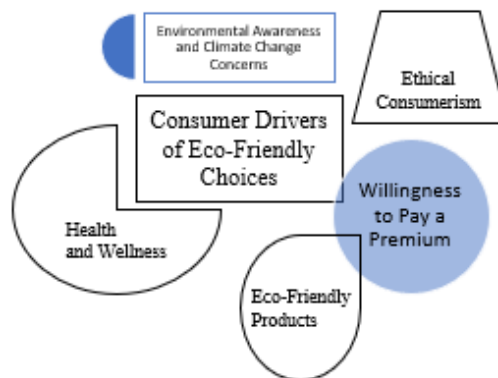 Environmental Awareness
and Climate Change
Concerns
Ethical
Consumerism
Consumer Drivers
of Eco-Friendly
Choices
Willingness
to Pay a
Premium
Health
and Wellness
Eco-Friendly
Products